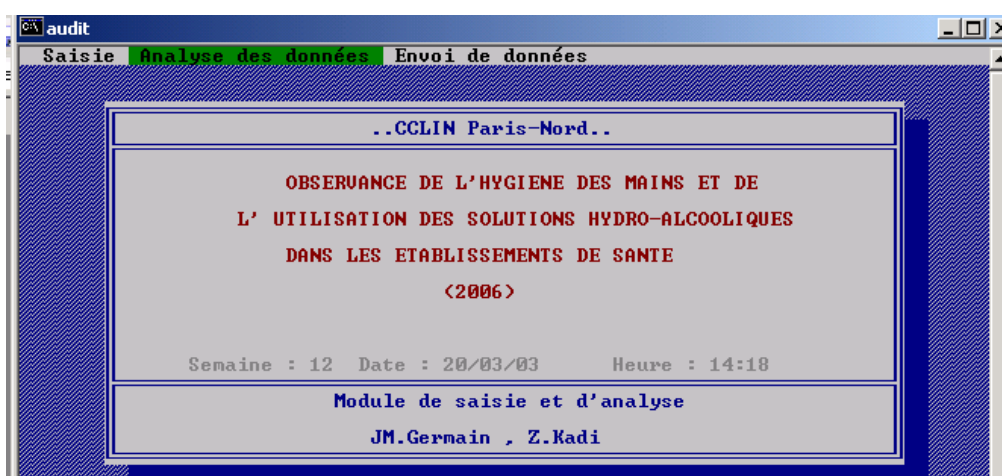 audit
Saisie Analyse des données Envoi de données
..CCLIN Paris-Nord..
OBSERVANCE DE L'HYGIENE DES MAINS ET DE
L' UTILISATION DES SOLUTIONS HYDRO-ALCOOLIQUES
DANS LES ETABLISSEMENTS DE SANTE
(2006)
Semaine : 12 Date : 20/03/03 Heure : 14:18
Module de saisie et d'analyse
JM.Germain , Z.Kadi